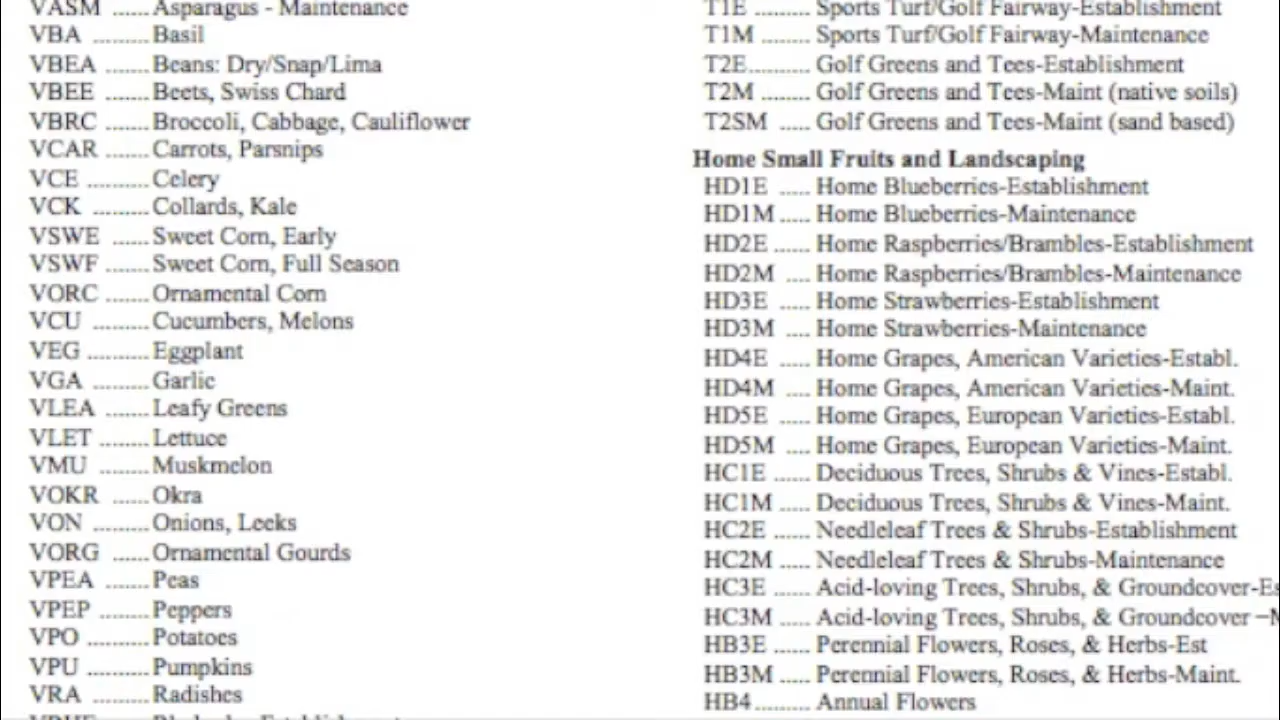 VASM ....... Asparagus - Maintenance
VBA ......... Basil
VBEA ....... Beans: Dry/Snap/Lima
VBEE ....... Beets, Swiss Chard
VBRC ....... Broccoli, Cabbage, Cauliflower
VCAR ....... Carrots, Parsnips
VCE .......... Celery
VCK ......... Collards, Kale
VSWE ...... Sweet Corn, Early
VSWF ....... Sweet Corn, Full Season
VORC ....... Ornamental Corn
VCU ......... Cucumbers, Melons
VEG .......... Eggplant
VGA ......... Garlic
VLEA ....... Leafy Greens
VLET ........ Lettuce
VMU ........ Muskmelon
VOKR ...... Okra
VON ......... Onions, Leeks
VORG ...... Ornamental Gourds
VPEA ....... Peas
VPEP ........ Peppers
VPO .......... Potatoes
VPU .......... Pumpkins
VRA ......... Radishes
T1E ......... Sports Turf/Golf Fairway-Establishment
T1M ........ Sports Turf/Golf Fairway-Maintenance
T2E.......... Golf Greens and Tees-Establishment
T2M ........ Golf Greens and Tees-Maint (native soils)
T2SM ..... Golf Greens and Tees-Maint (sand based)
Home Small Fruits and Landscaping
HD1E ..... Home Blueberries-Establishment
HD1M ..... Home Blueberries-Maintenance
HD2E ..... Home Raspberries/Brambles-Establishment
HD2M .... Home Raspberries/Brambles-Maintenance
HD3E ..... Home Strawberries-Establishment
HD3M .... Home Strawberries-Maintenance
HD4E ..... Home Grapes, American Varieties-Establ.
HD4M .... Home Grapes, American Varieties-Maint.
HD5E ..... Home Grapes, European Varieties-Establ.
HD5M .... Home Grapes, European Varieties-Maint.
HC1E ...... Deciduous Trees, Shrubs & Vines-Establ.
HC1M ..... Deciduous Trees, Shrubs & Vines-Maint.
HC2E ...... Needleleaf Trees & Shrubs-Establishment
HC2M ..... Needleleaf Trees & Shrubs-Maintenance
HC3E ...... Acid-loving Trees, Shrubs, & Groundcover-Es
HC3M ..... Acid-loving Trees, Shrubs, & Groundcover –M
HB3E ...... Perennial Flowers, Roses, & Herbs-Est
HB3M ..... Perennial Flowers, Roses, & Herbs-Maint.
HB4 ......... Annual Flowers